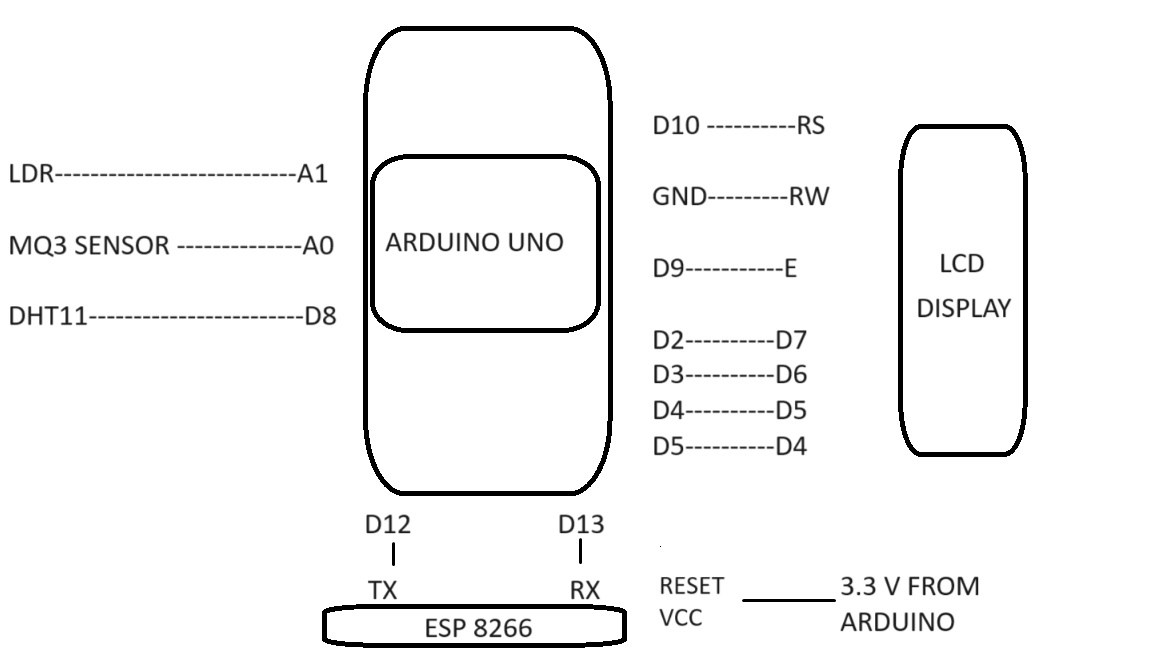 LDR---------------------------A1
MQ3 SENSOR --------------A0
DHT11------------------------D8
ARDUINO UNO
D10 ----------RS
GND---------RW
D9-----------E
D2----------D7
D3----------D6
D4----------D5
D5----------D4
LCD
DISPLAY
D12 D13
TX RX
ESP 8266
RESET
VCC
3.3 V FROM
ARDUINO